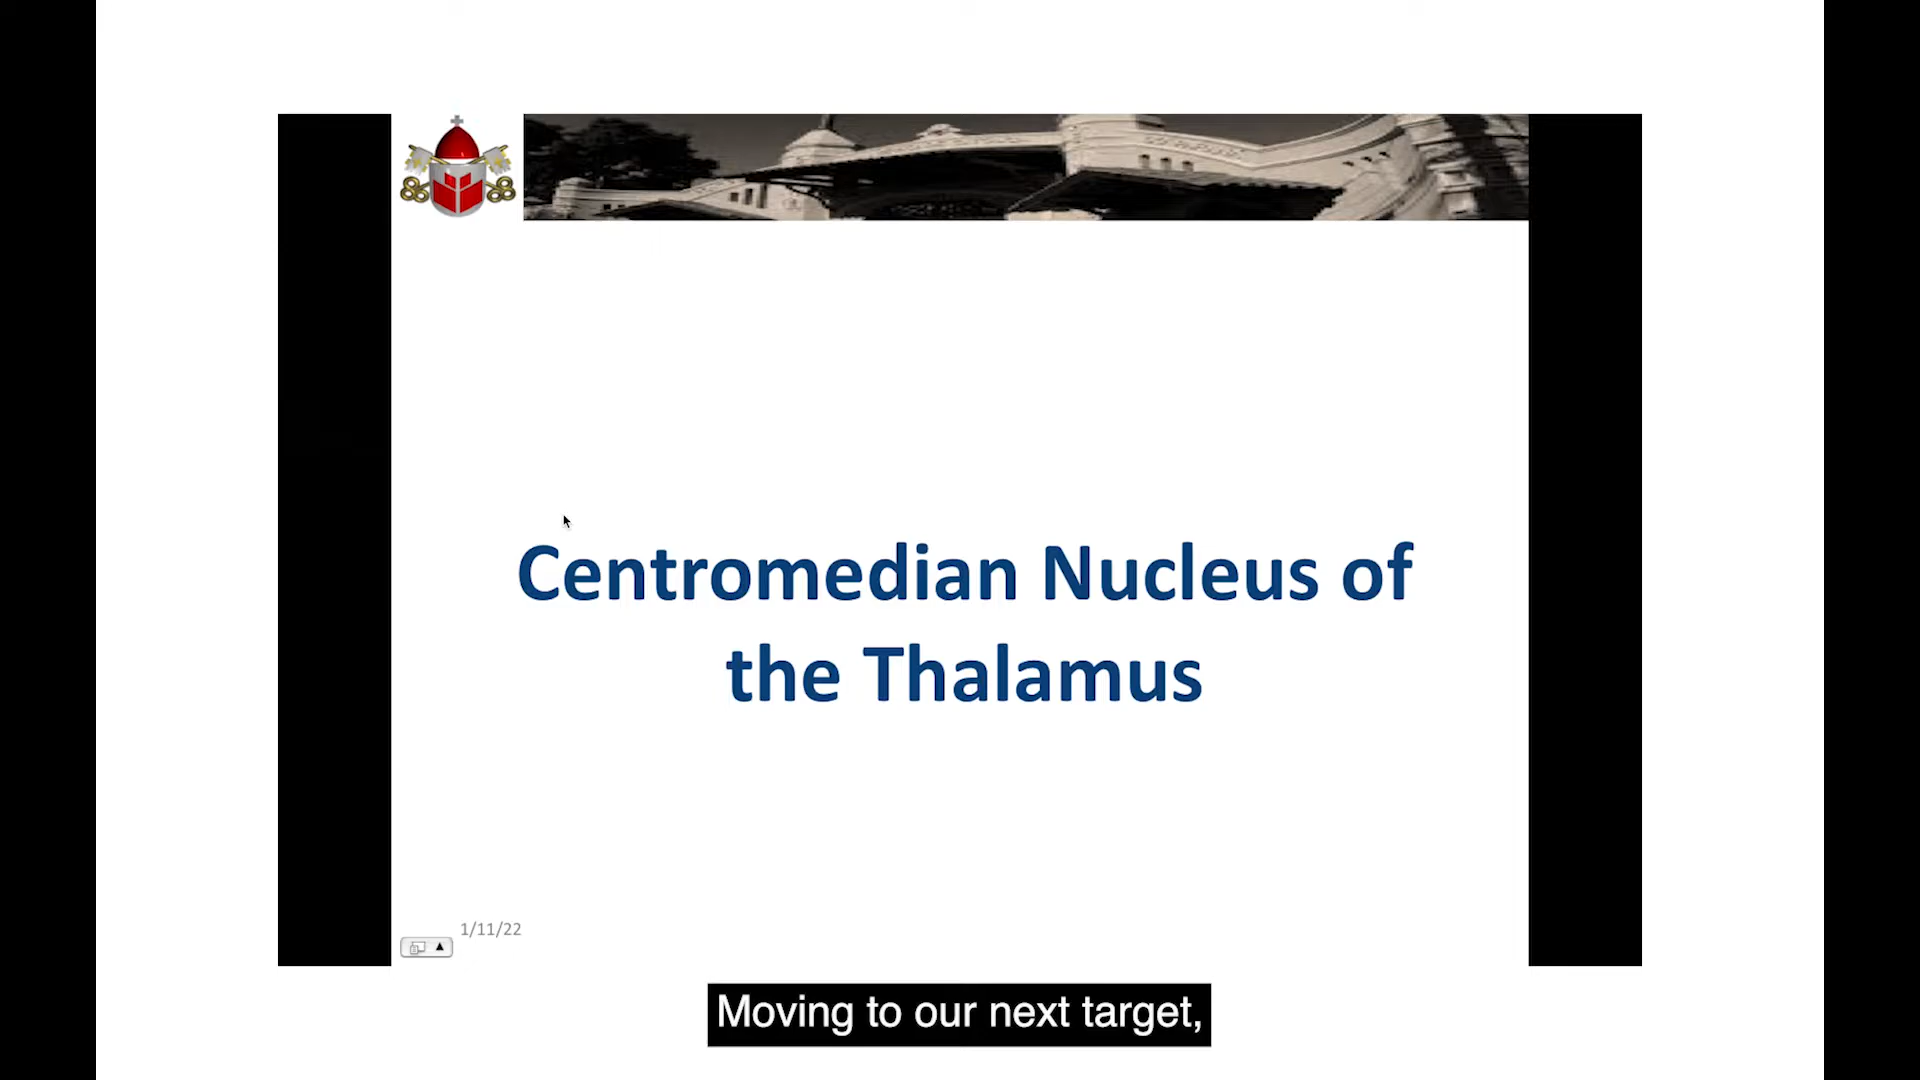 Centromedian Nucleus of
the Thalamus
1/11/22
Moving to our next target,